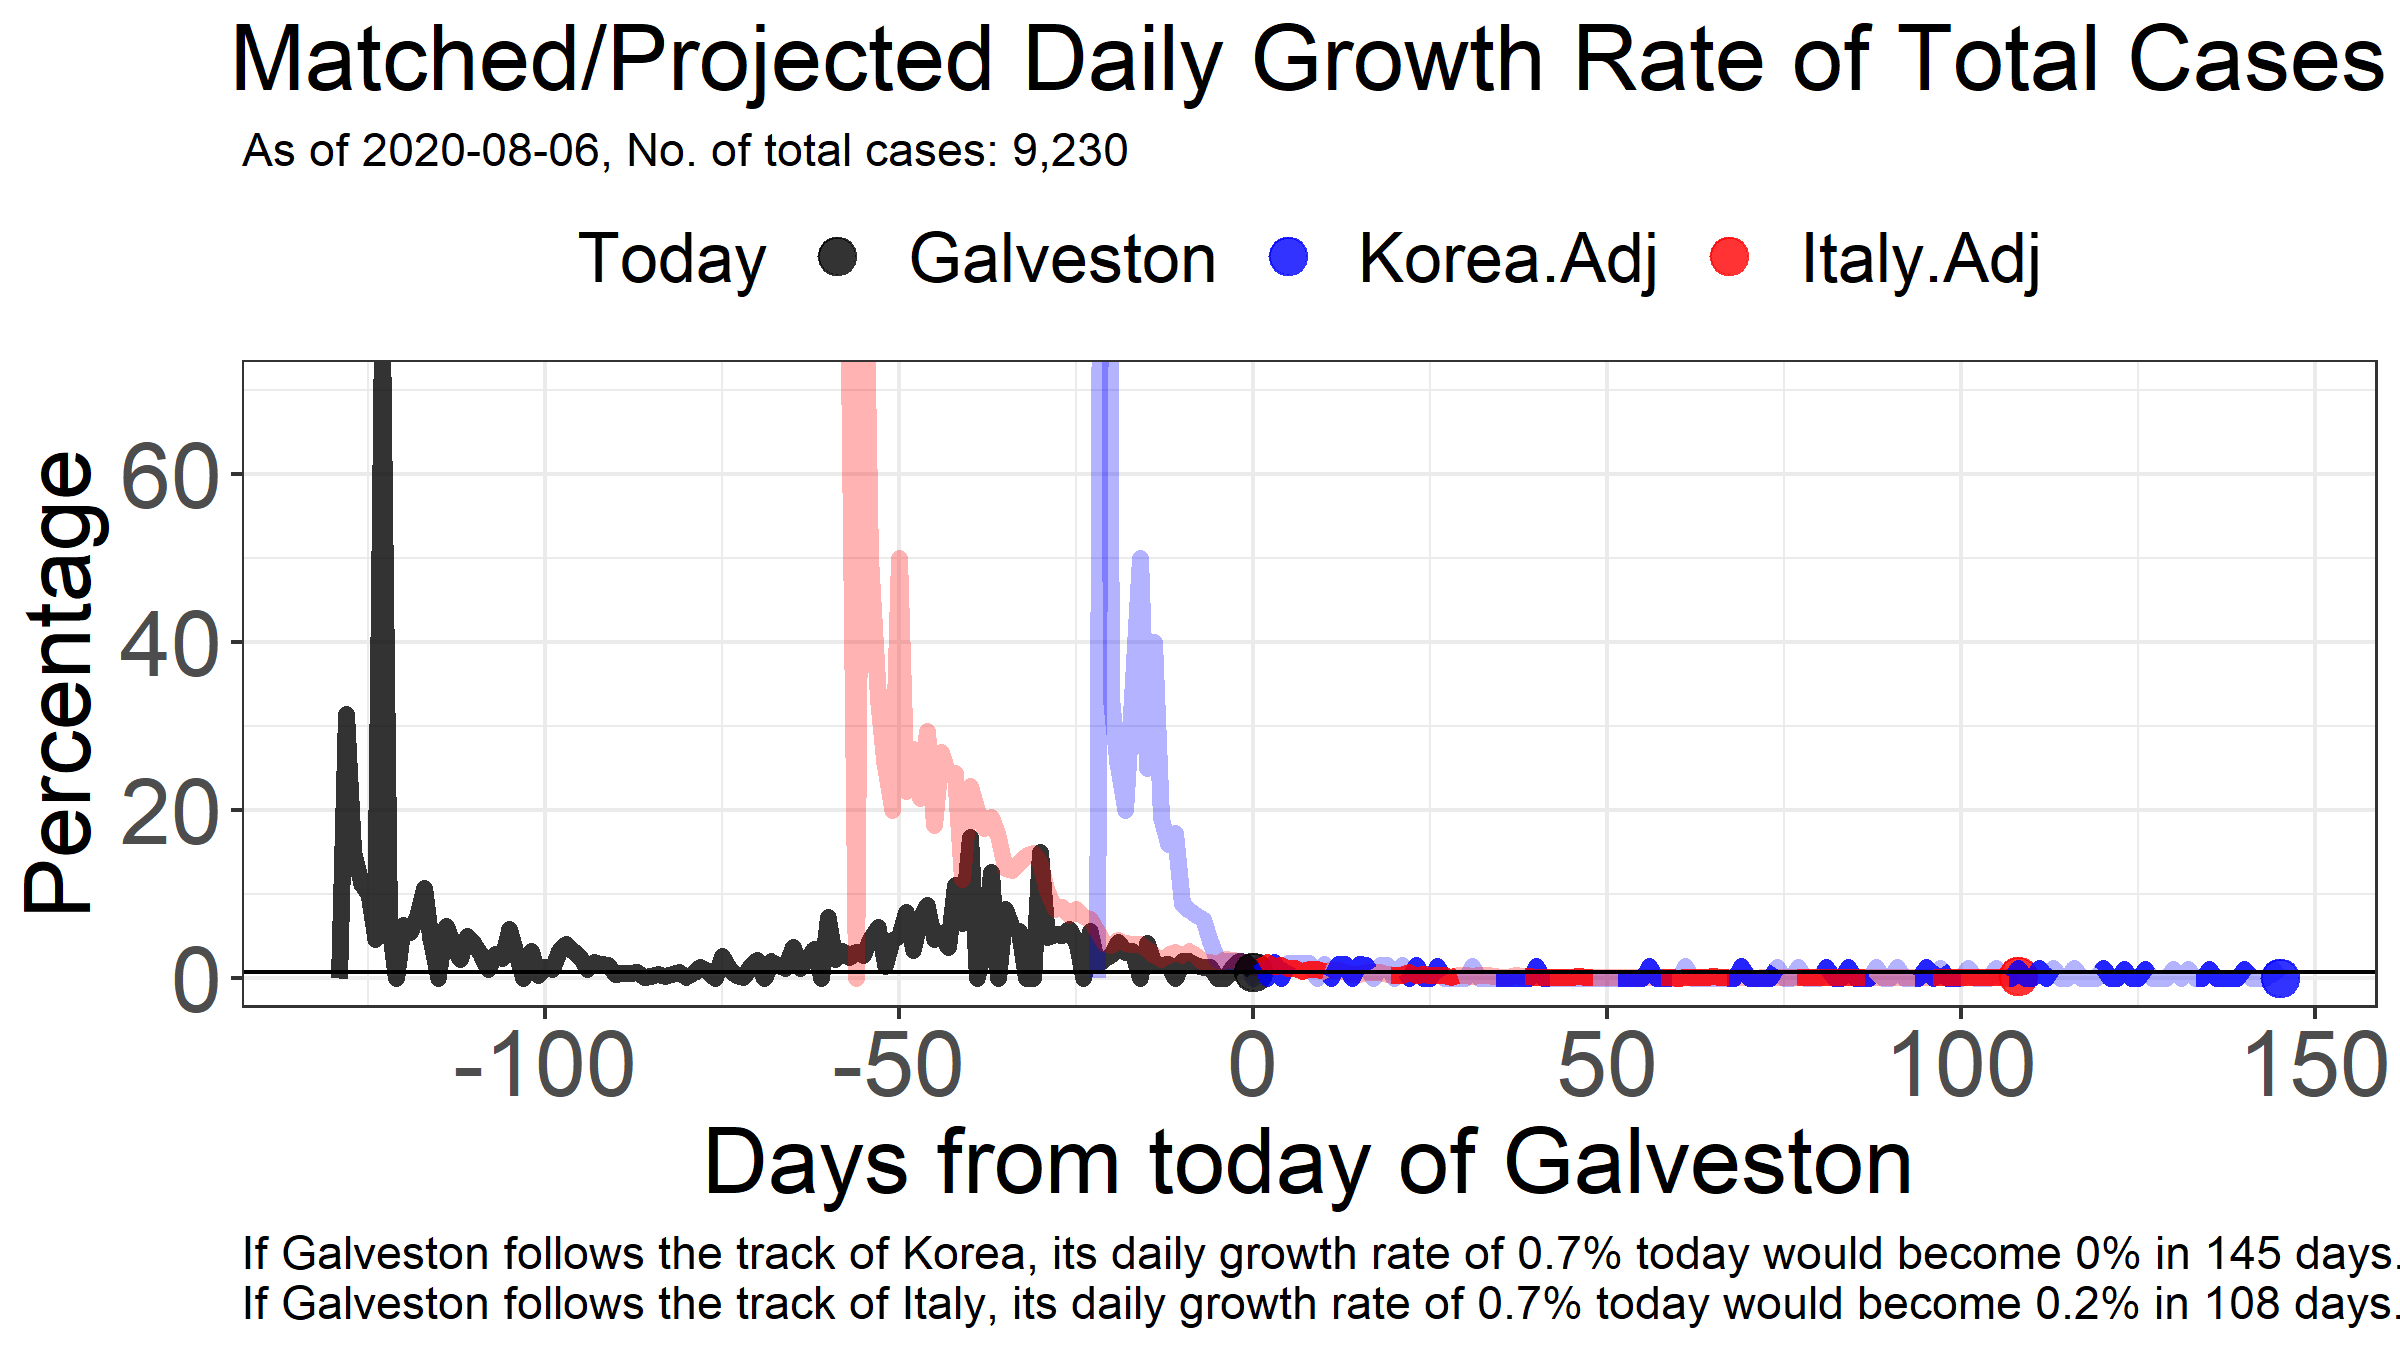 Matched/Projected Daily Growth Rate of Total Cases
As of 2020-08-06, No. of total cases: 9,230
Today Galveston Korea.Adj Italy.Adj
Percentage
60
40
20
0
-100 -50 0 50 100 150
Days from today of Galveston
If Galveston follows the track of Korea, its daily growth rate of 0.7% today would become 0% in 145 days.
If Galveston follows the track of Italy, its daily growth rate of 0.7% today would become 0.2% in 108 days.